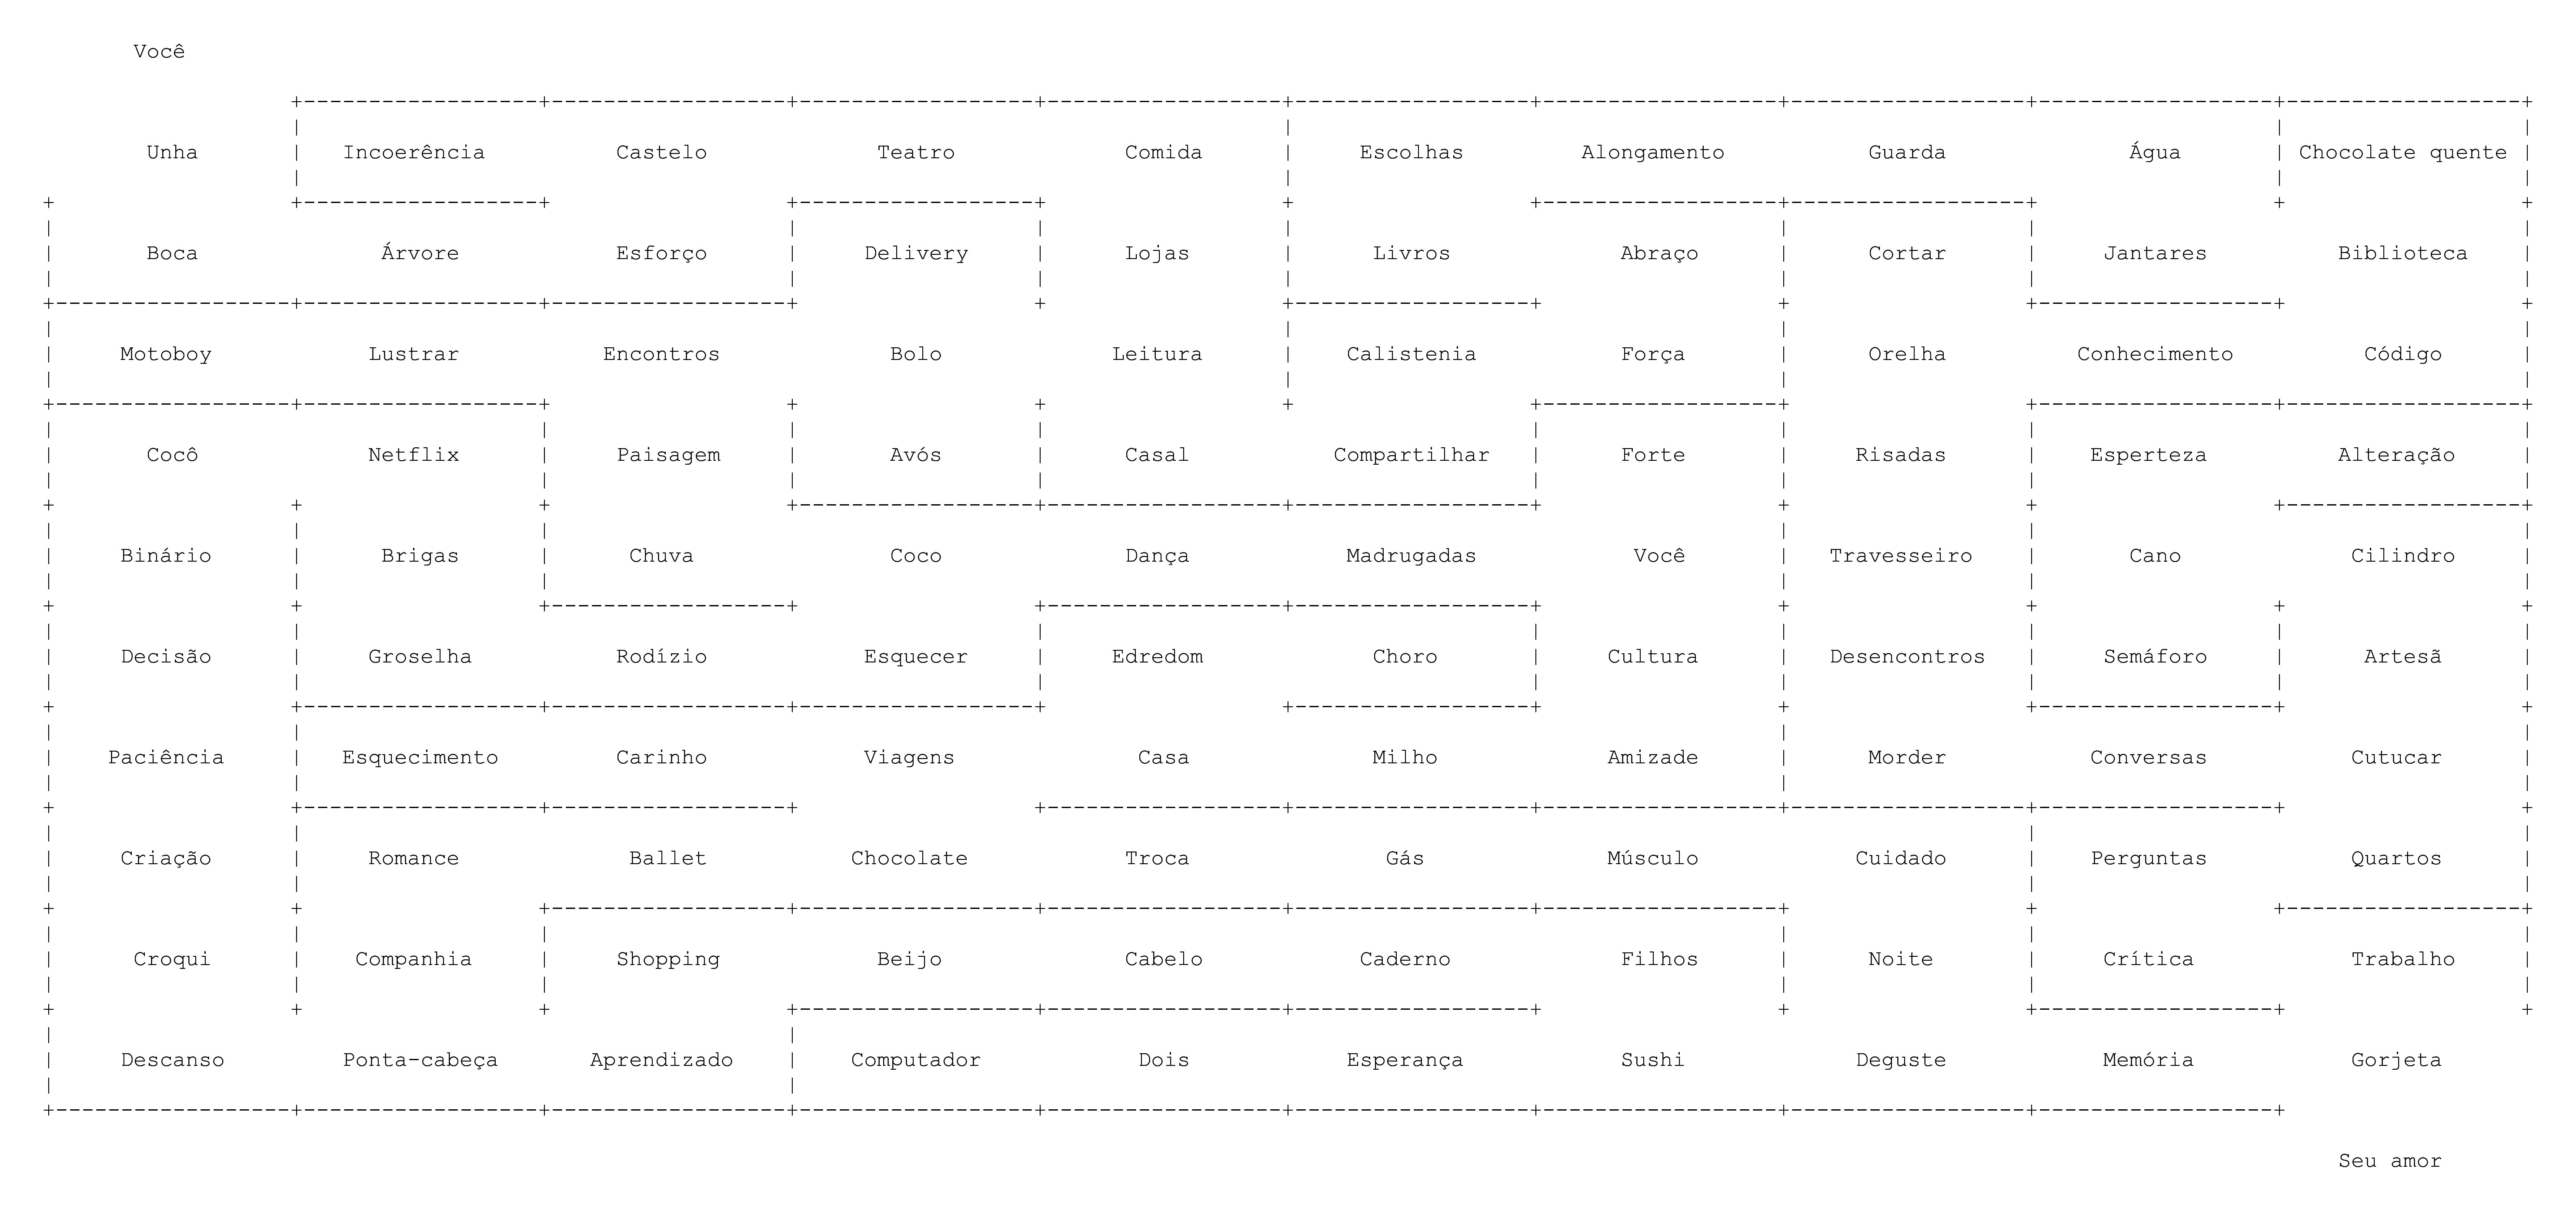 Você
Unha Incoerência Castelo Teatro Comida Escolhas Alongamento Guarda Água Chocolate quente
Boca Árvore Esforço Delivery Lojas Livros Abraço Cortar Jantares Biblioteca
Motoboy Lustrar Encontros Bolo Leitura Calistenia Força Orelha Conhecimento Código
Cocô Netflix Paisagem Avós Casal Compartilhar Forte Risadas Esperteza Alteração
Binário Brigas Chuva Coco Dança Madrugadas Você Travesseiro Cano Cilindro
Decisão Groselha Rodízio Esquecer Edredom Choro Cultura Desencontros Semáforo Artesã
Paciência Esquecimento Carinho Viagens Casa Milho Amizade Morder Conversas Cutucar
Criação Romance Ballet Chocolate Troca Gás Músculo Cuidado Perguntas Quartos
Croqui Companhia Shopping Beijo Cabelo Caderno Filhos Noite Crítica Trabalho
Descanso Ponta-cabeça Aprendizado Computador Dois Esperança Sushi Deguste Memória Gorjeta
Seu amor